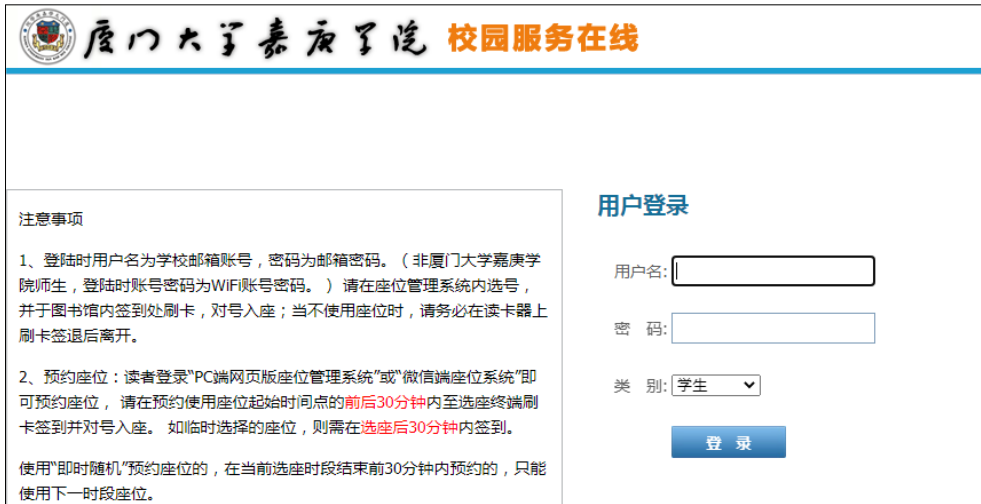 厦门大学嘉庚学院 校园服务在线
注意事项
1、登陆时用户名为学校邮箱账号，密码为邮箱密码。（非厦门大学嘉庚学
院师生，登陆时账号密码为WiFi账号密码。）请在座位管理系统内选号，
并于图书馆内签到处刷卡，对号入座；当不使用座位时，请务必在读卡器上
刷卡签退后离开。
2、预约座位：读者登录“PC端网页版座位管理系统”或“微信端座位系统”即
可预约座位， 请在预约使用座位起始时间点的前后30分钟内至选座终端刷
卡签到并对号入座。 如临时选择的座位，则需在选座后30分钟内签到。
使用“即时随机”预约座位的，在当前选座时段结束前30分钟内预约的，只能
使用下一时段座位。
用户登录
用户名:
密 码:
类 别: 学生
登 录